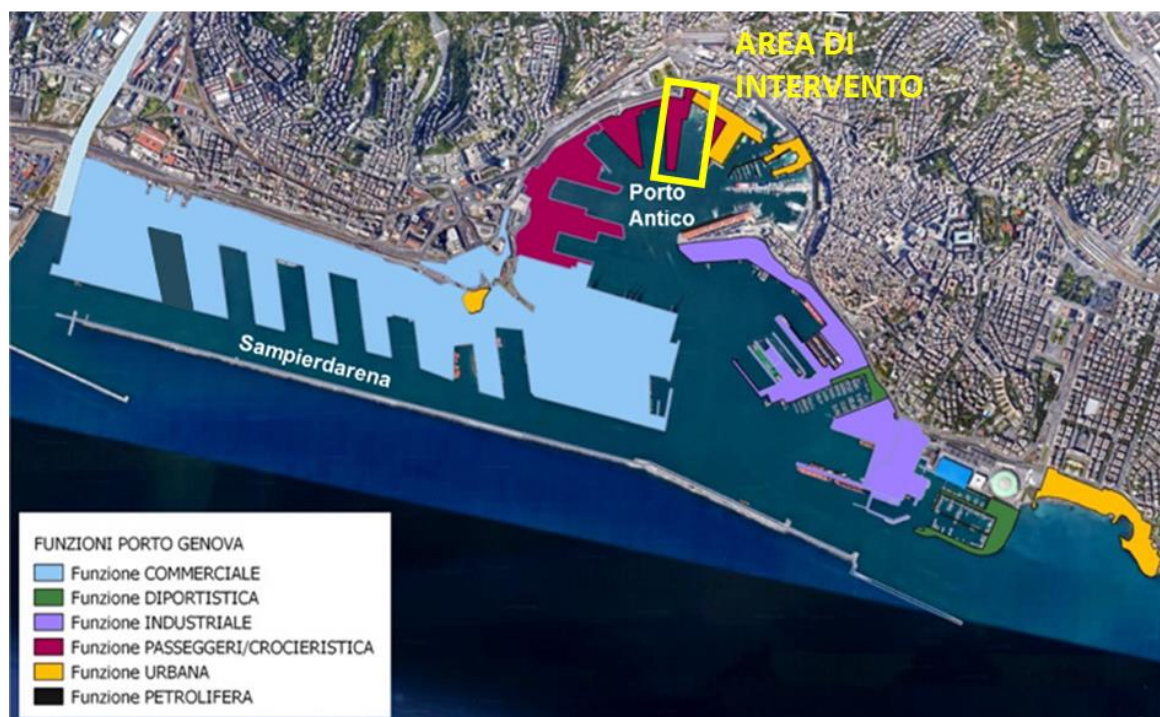 AREA DI
INTERVENTO
Porto
Antico
Sampierdarena
FUNZIONI PORTO GENOVA
Funzione COMMERCIALE
Funzione DIPORTISTICA
Funzione INDUSTRIALE
Funzione PASSEGGERI/CROCIERISTICA
Funzione URBANA
Funzione PETROLIFERA